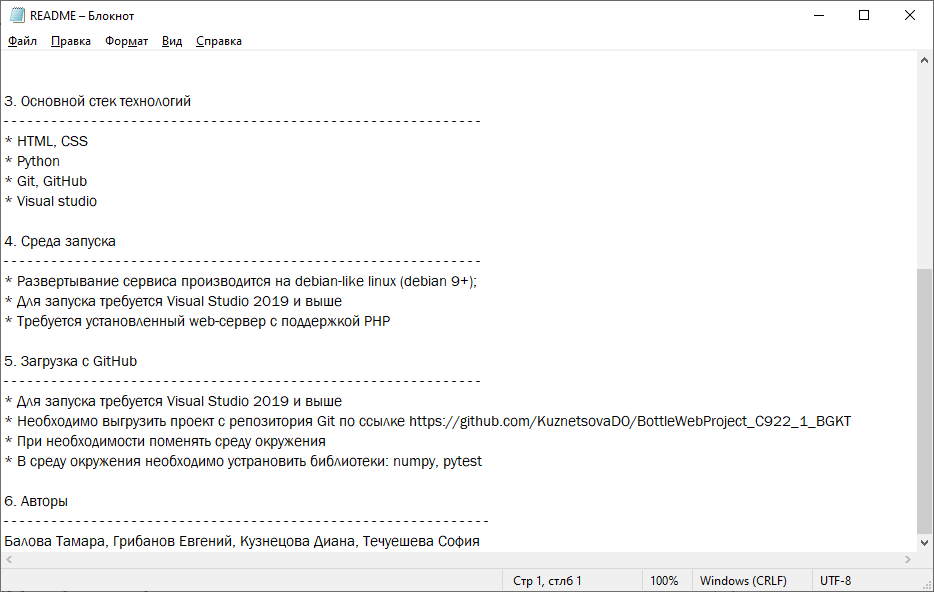 README – Блокнот
Файл Правка Формат Вид Справка
3. Основной стек технологий
------------------------------------------------------------
* HTML, CSS
* Python
* Git, GitHub
* Visual studio
4. Среда запуска
------------------------------------------------------------
* Развертывание сервиса производится на debian-like linux (debian 9+);
* Для запуска требуется Visual Studio 2019 и выше
* Требуется установленный web-сервер с поддержкой PHP
5. Загрузка с GitHub
------------------------------------------------------------
* Для запуска требуется Visual Studio 2019 и выше
* Необходимо выгрузить проект с репозитория Git по ссылке https://github.com/KuznetsovaDO/BottleWebProject_C922_1_BGKT
* При необходимости поменять среду окружения
* В среду окружения необходимо устрановить библиотеки: numpy, pytest
6. Авторы
-------------------------------------------------------------
Балова Тамара, Грибанов Евгений, Кузнецова Диана, Течуешева София
Стр 1, стлб 1 100% Windows (CRLF) UTF-8